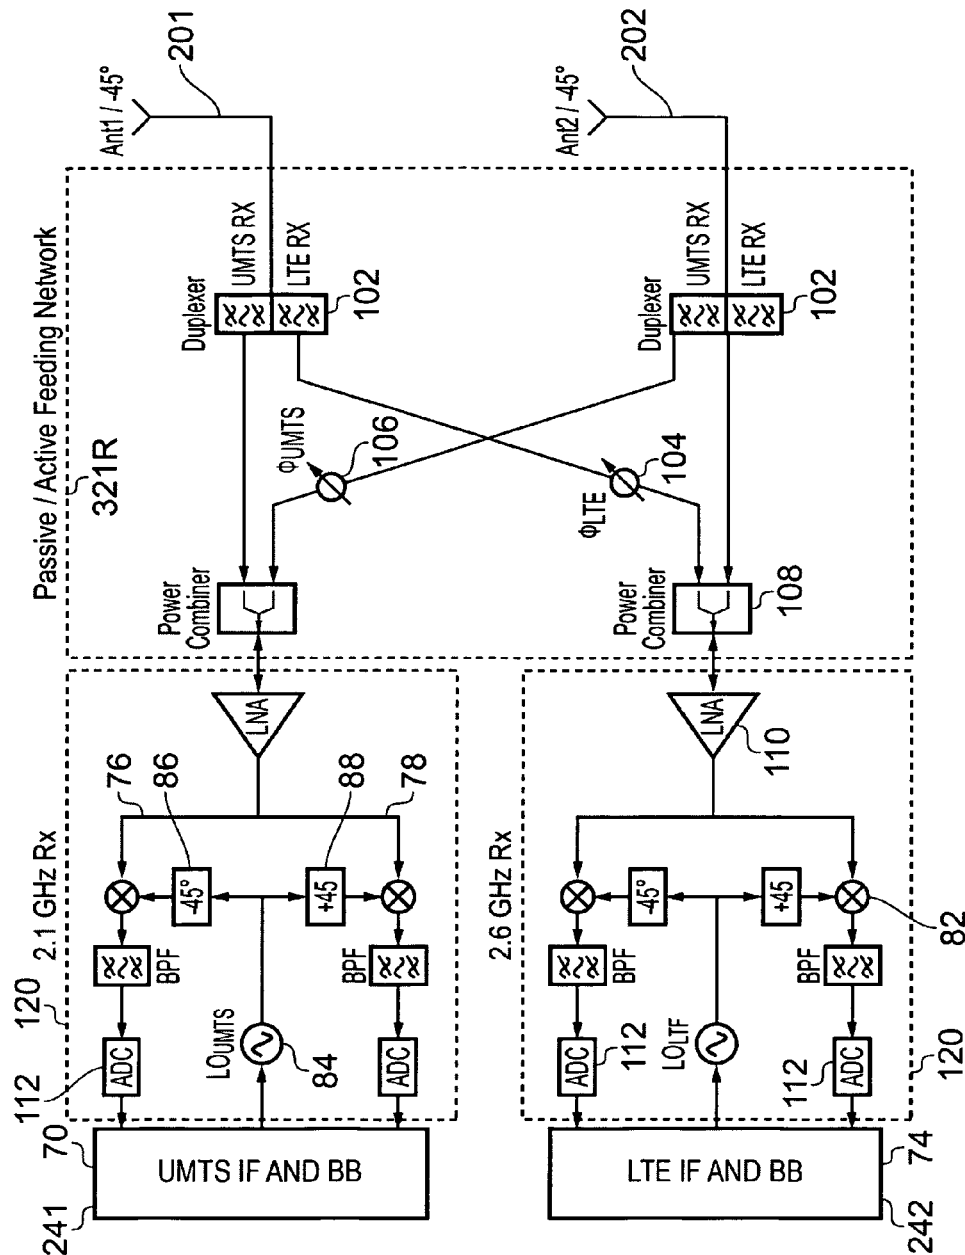 Passive / Active Feeding Network
321R
Ant1 / -45°
201
Ant2 / -45°
202
Duplexer
UMTS RX
LTE RX
102
Duplexer
UMTS RX
LTE RX
102
ΦUMTS
106
ΦLTE
104
Power
Combiner
Power
Combiner
108
2.1 GHz Rx
120
LNA
76
86
88
78
-45°
+45
BPF
BPF
112
ADC
ADC
LOUMTS
84
70
UMTS IF AND BB
241
2.6 GHz Rx
LNA
110
-45°
+45
82
BPF
BPF
ADC
112
LOLTF
112
ADC
120
74
LTE IF AND BB
242